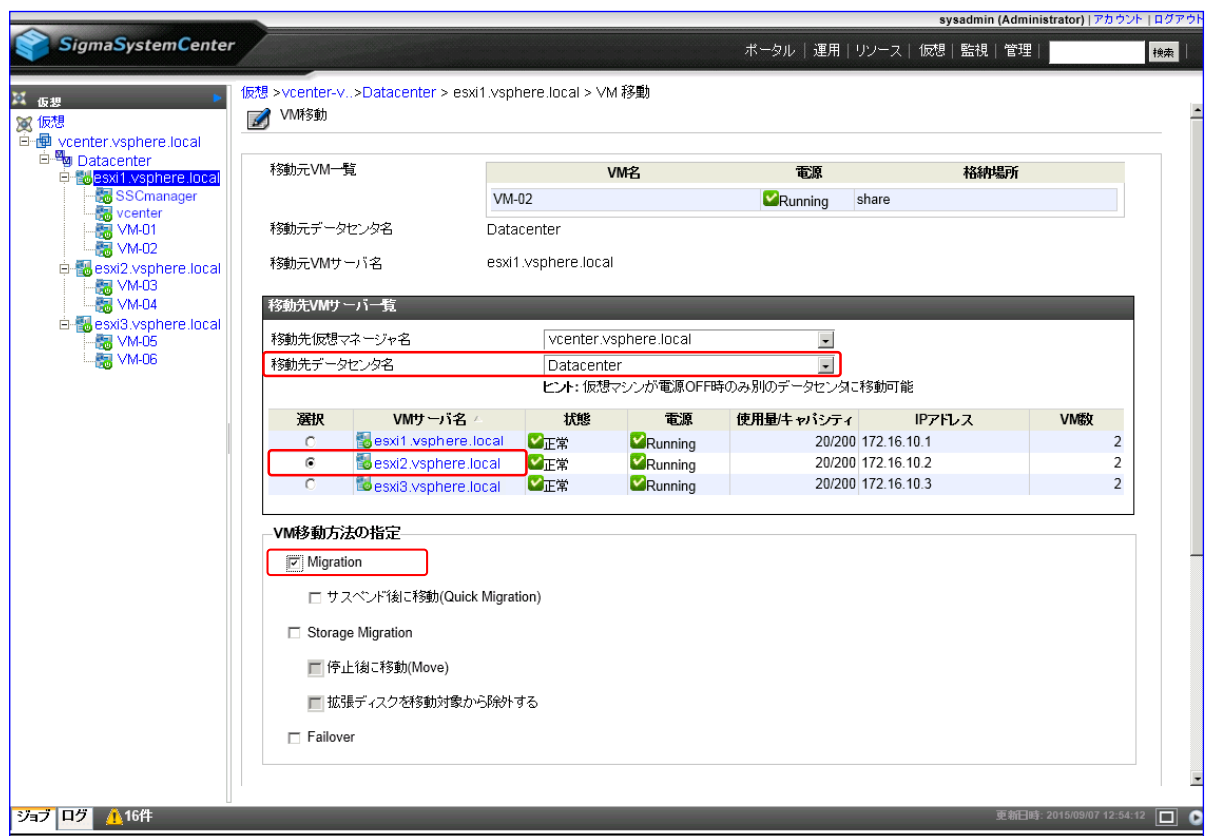 sysadmin (Administrator) | アカウント | ログアウト
SigmaSystemCenter
ポータル | 運用 | リソース | 仮想 | 監視 | 管理 | 検索 |
仮想
仮想
vcenter.vsphere.local
Datacenter
esxi1.vsphere.local
SSCmanager
vcenter
VM-01
VM-02
esxi2.vsphere.local
VM-03
VM-04
esxi3.vsphere.local
VM-05
VM-06
仮想 >vcenter-v..>Datacenter > esxi1.vsphere.local > VM 移動
VM移動
移動元VM一覧
VM名 電源 格納場所
VM-02 Running share
移動元データセンタ名 Datacenter
移動元VMサーバ名 esxi1.vsphere.local
移動先VMサーバ一覧
移動先仮想マネージャ名 vcenter.vsphere.local
移動先データセンタ名 Datacenter
ヒント: 仮想マシンが電源OFF時のみ別のデータセンタに移動可能
選択 VMサーバ名 状態 電源 使用量/キャパシティ IPアドレス VM数
esxi1.vsphere.local 正常 Running 20/200 172.16.10.1 2
esxi2.vsphere.local 正常 Running 20/200 172.16.10.2 2
esxi3.vsphere.local 正常 Running 20/200 172.16.10.3 2
VM移動方法の指定
Migration
サスペンド後に移動(Quick Migration)
Storage Migration
停止後に移動(Move)
拡張ディスクを移動対象から除外する
Failover
ジョブ ログ 16件 更新日時: 2015/09/07 12:54:12